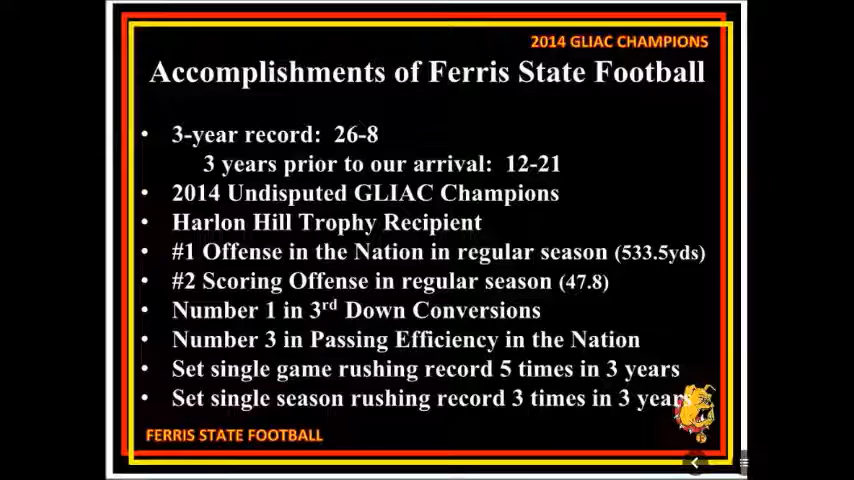 2014 GLIAC CHAMPIONS
Accomplishments of Ferris State Football
• 3-year record: 26-8
3 years prior to our arrival: 12-21
• 2014 Undisputed GLIAC Champions
• Harlon Hill Trophy Recipient
• #1 Offense in the Nation in regular season (533.5yds)
• #2 Scoring Offense in regular season (47.8)
• Number 1 in 3rd Down Conversions
• Number 3 in Passing Efficiency in the Nation
• Set single game rushing record 5 times in 3 years
• Set single season rushing record 3 times in 3 years
FERRIS STATE FOOTBALL